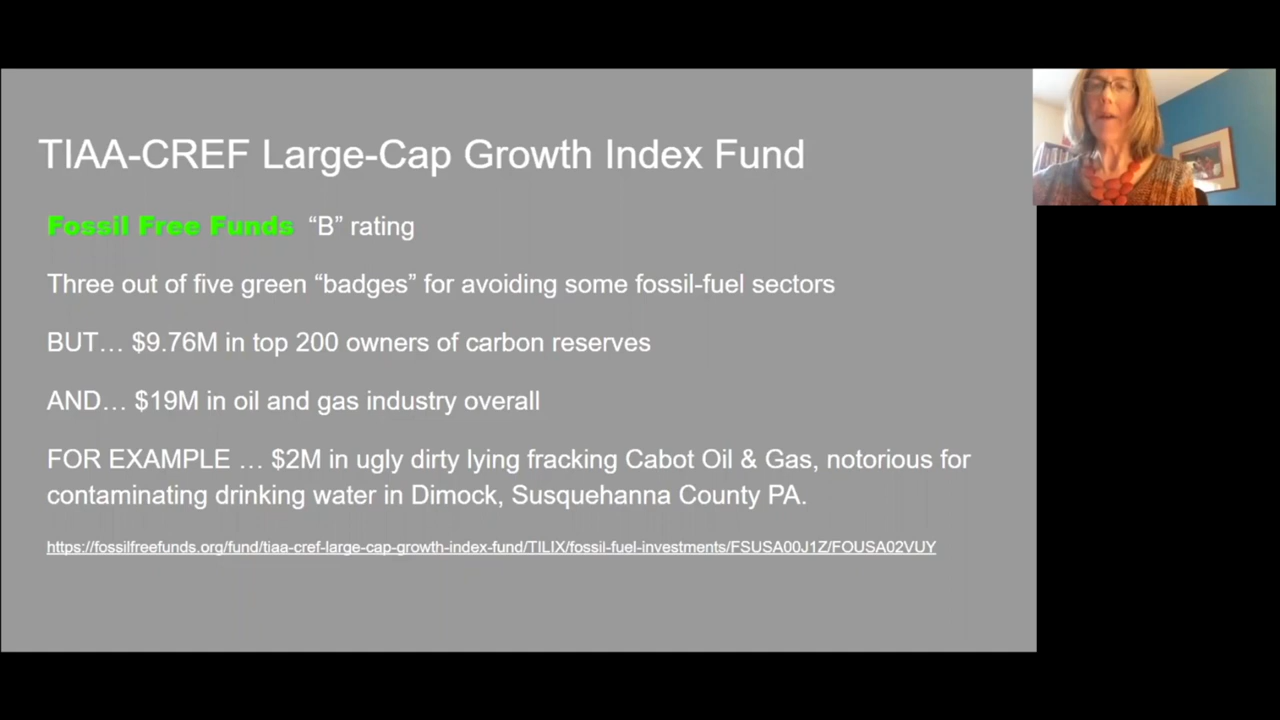 TIAA-CREF Large-Cap Growth Index Fund
Fossil Free Funds “B” rating
Three out of five green “badges” for avoiding some fossil-fuel sectors
BUT… $9.76M in top 200 owners of carbon reserves
AND… $19M in oil and gas industry overall
FOR EXAMPLE … $2M in ugly dirty lying fracking Cabot Oil & Gas, notorious for
contaminating drinking water in Dimock, Susquehanna County PA.
https://fossilfreefunds.org/fund/tiaa-cref-large-cap-growth-index-fund/TILIX/fossil-fuel-investments/FSUSA00J1Z/FOUSA02VUY